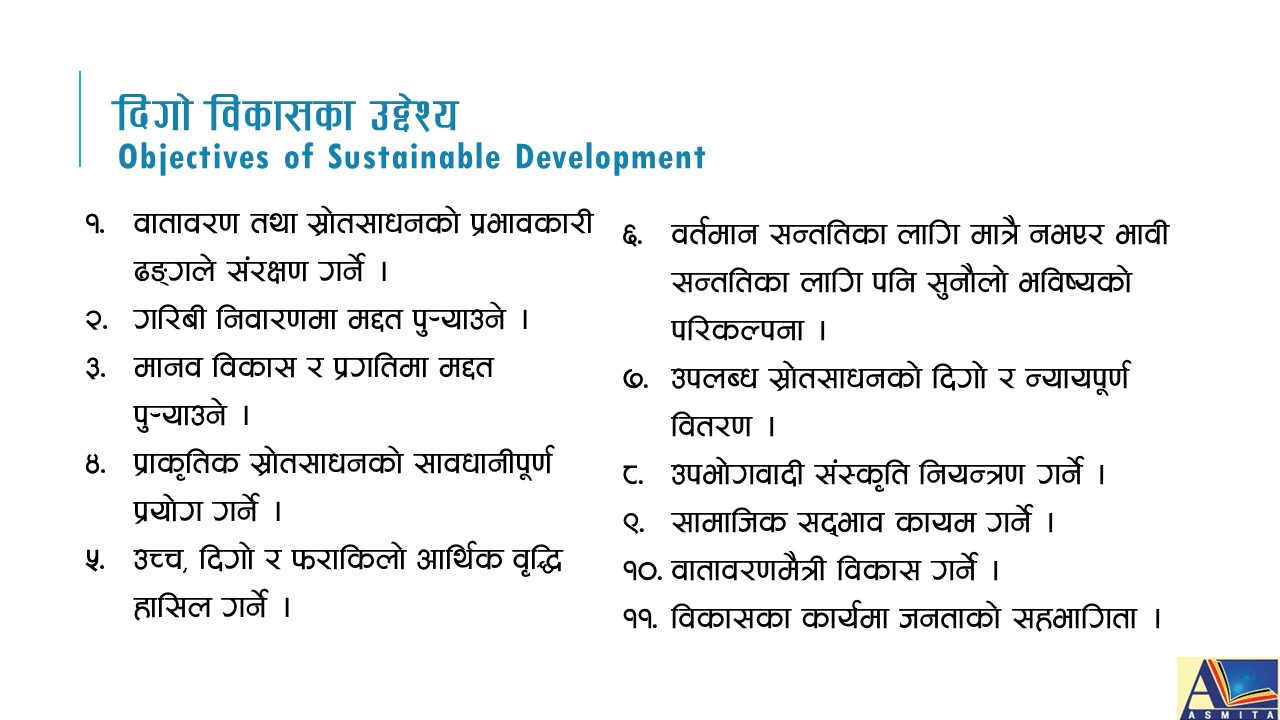 दिगो विकासका उद्देश्य
Objectives of Sustainable Development
१. वातावरण तथा स्रोतसाधनको प्रभावकारी
ढङ्गले संरक्षण गर्ने ।
२. गरिबी निवारणमा मद्दत पुऱ्याउने ।
३. मानव विकास र प्रगतिमा मद्दत
पुऱ्याउने ।
४. प्राकृतिक स्रोतसाधनको सावधानीपूर्ण
प्रयोग गर्ने ।
५. उच्च, दिगो र फराकिलो आर्थिक वृद्धि
हासिल गर्ने ।
६. वर्तमान सन्ततिका लागि मात्रै नभएर भावी
सन्ततिका लागि पनि सुनौलो भविष्यको
परिकल्पना ।
७. उपलब्ध स्रोतसाधनको दिगो र न्यायपूर्ण
वितरण ।
८. उपभोगवादी संस्कृति नियन्त्रण गर्ने ।
९. सामाजिक सद्‌भाव कायम गर्ने ।
१०. वातावरणमैत्री विकास गर्ने ।
११. विकासका कार्यमा जनताको सहभागिता ।
ASMITA